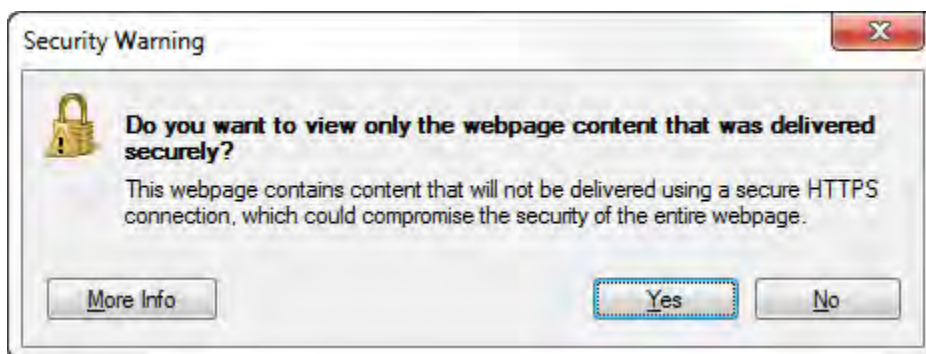 Security Warning
Do you want to view only the webpage content that was delivered
securely?
This webpage contains content that will not be delivered using a secure HTTPS
connection, which could compromise the security of the entire webpage.
More Info
Yes
No